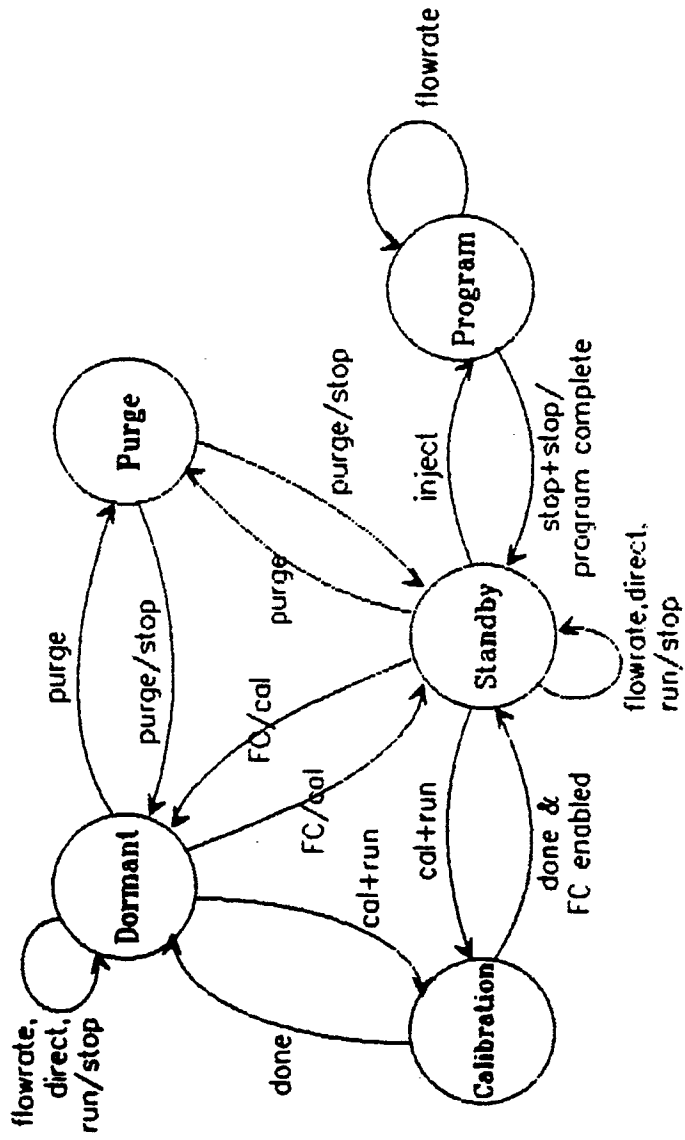 flowrate,
direct,
run/stop
Dormant
purge
purge/stop
Purge
done
cal+run
FC/cal
FC/cal
purge
purge/stop
Calibration
cal+run
done &
FC enabled
Standby
flowrate,direct,
run/stop
inject
stop+stop/
program complete
Program
flowrate